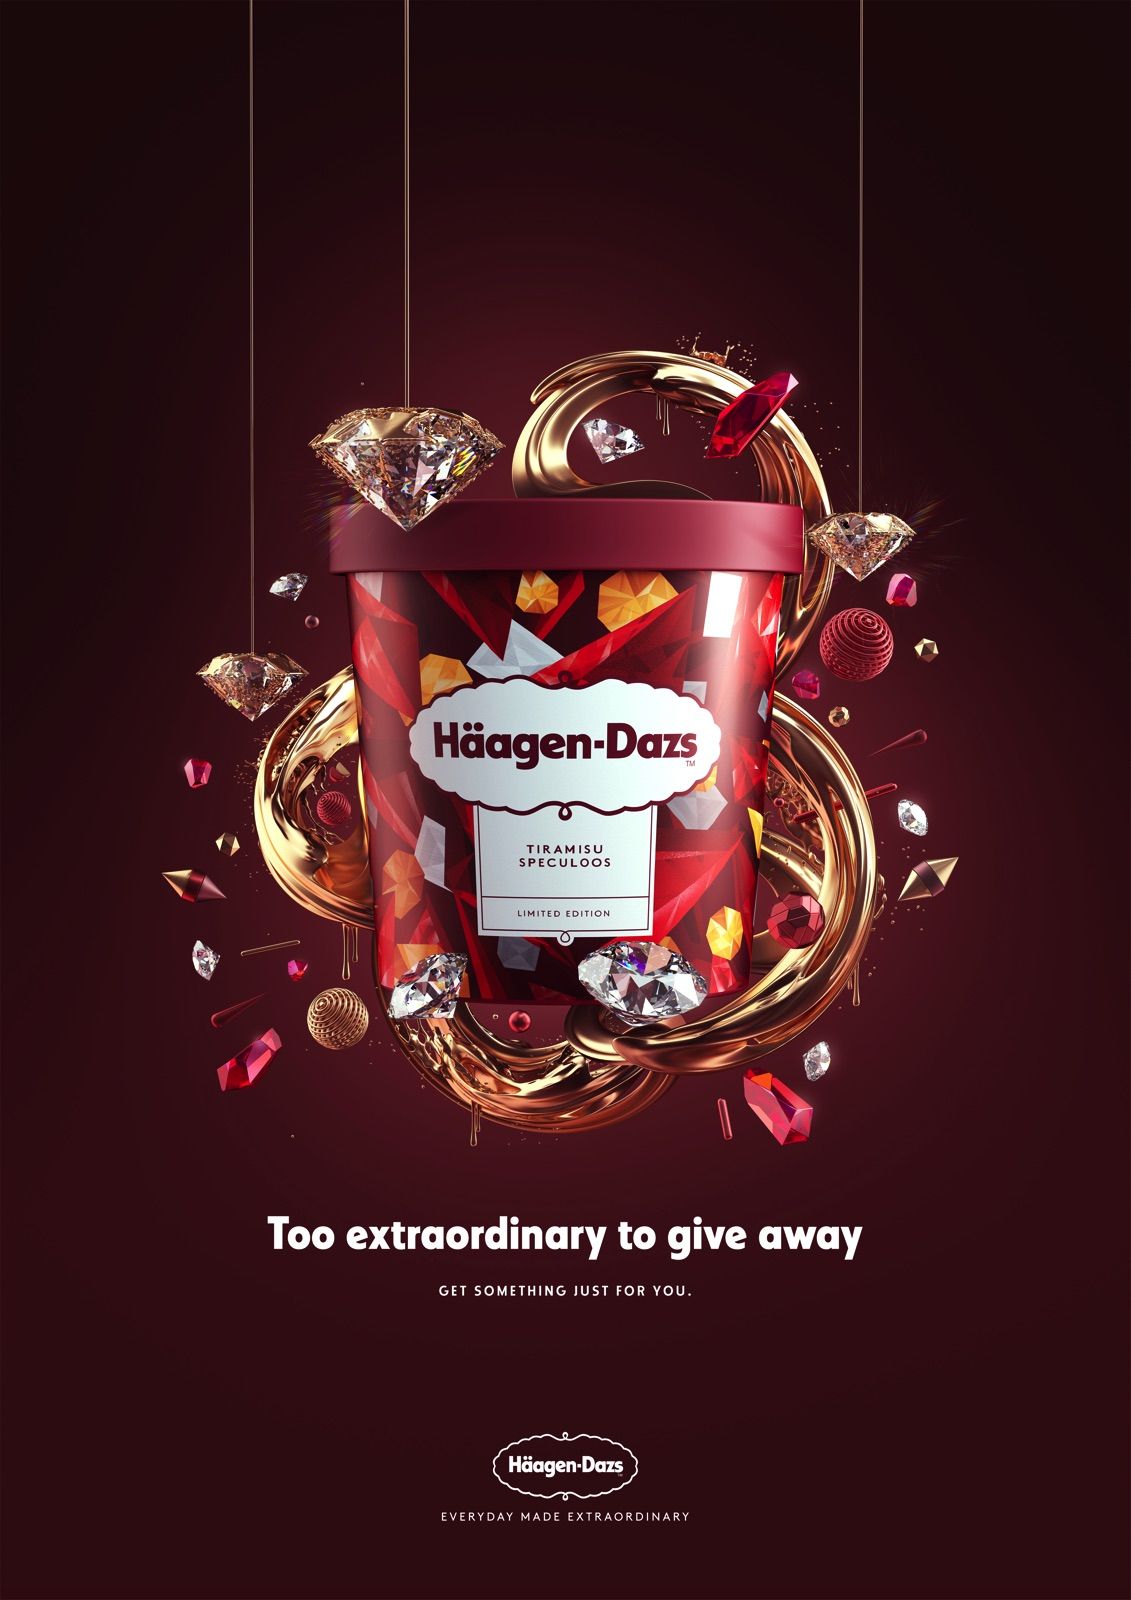 Häagen-Dazs
TM
TIRAMISU
SPECULOOS
LIMITED EDITION
Too extraordinary to give away
GET SOMETHING JUST FOR YOU.
Häagen-Dazs
TM
EVERYDAY MADE EXTRAORDINARY